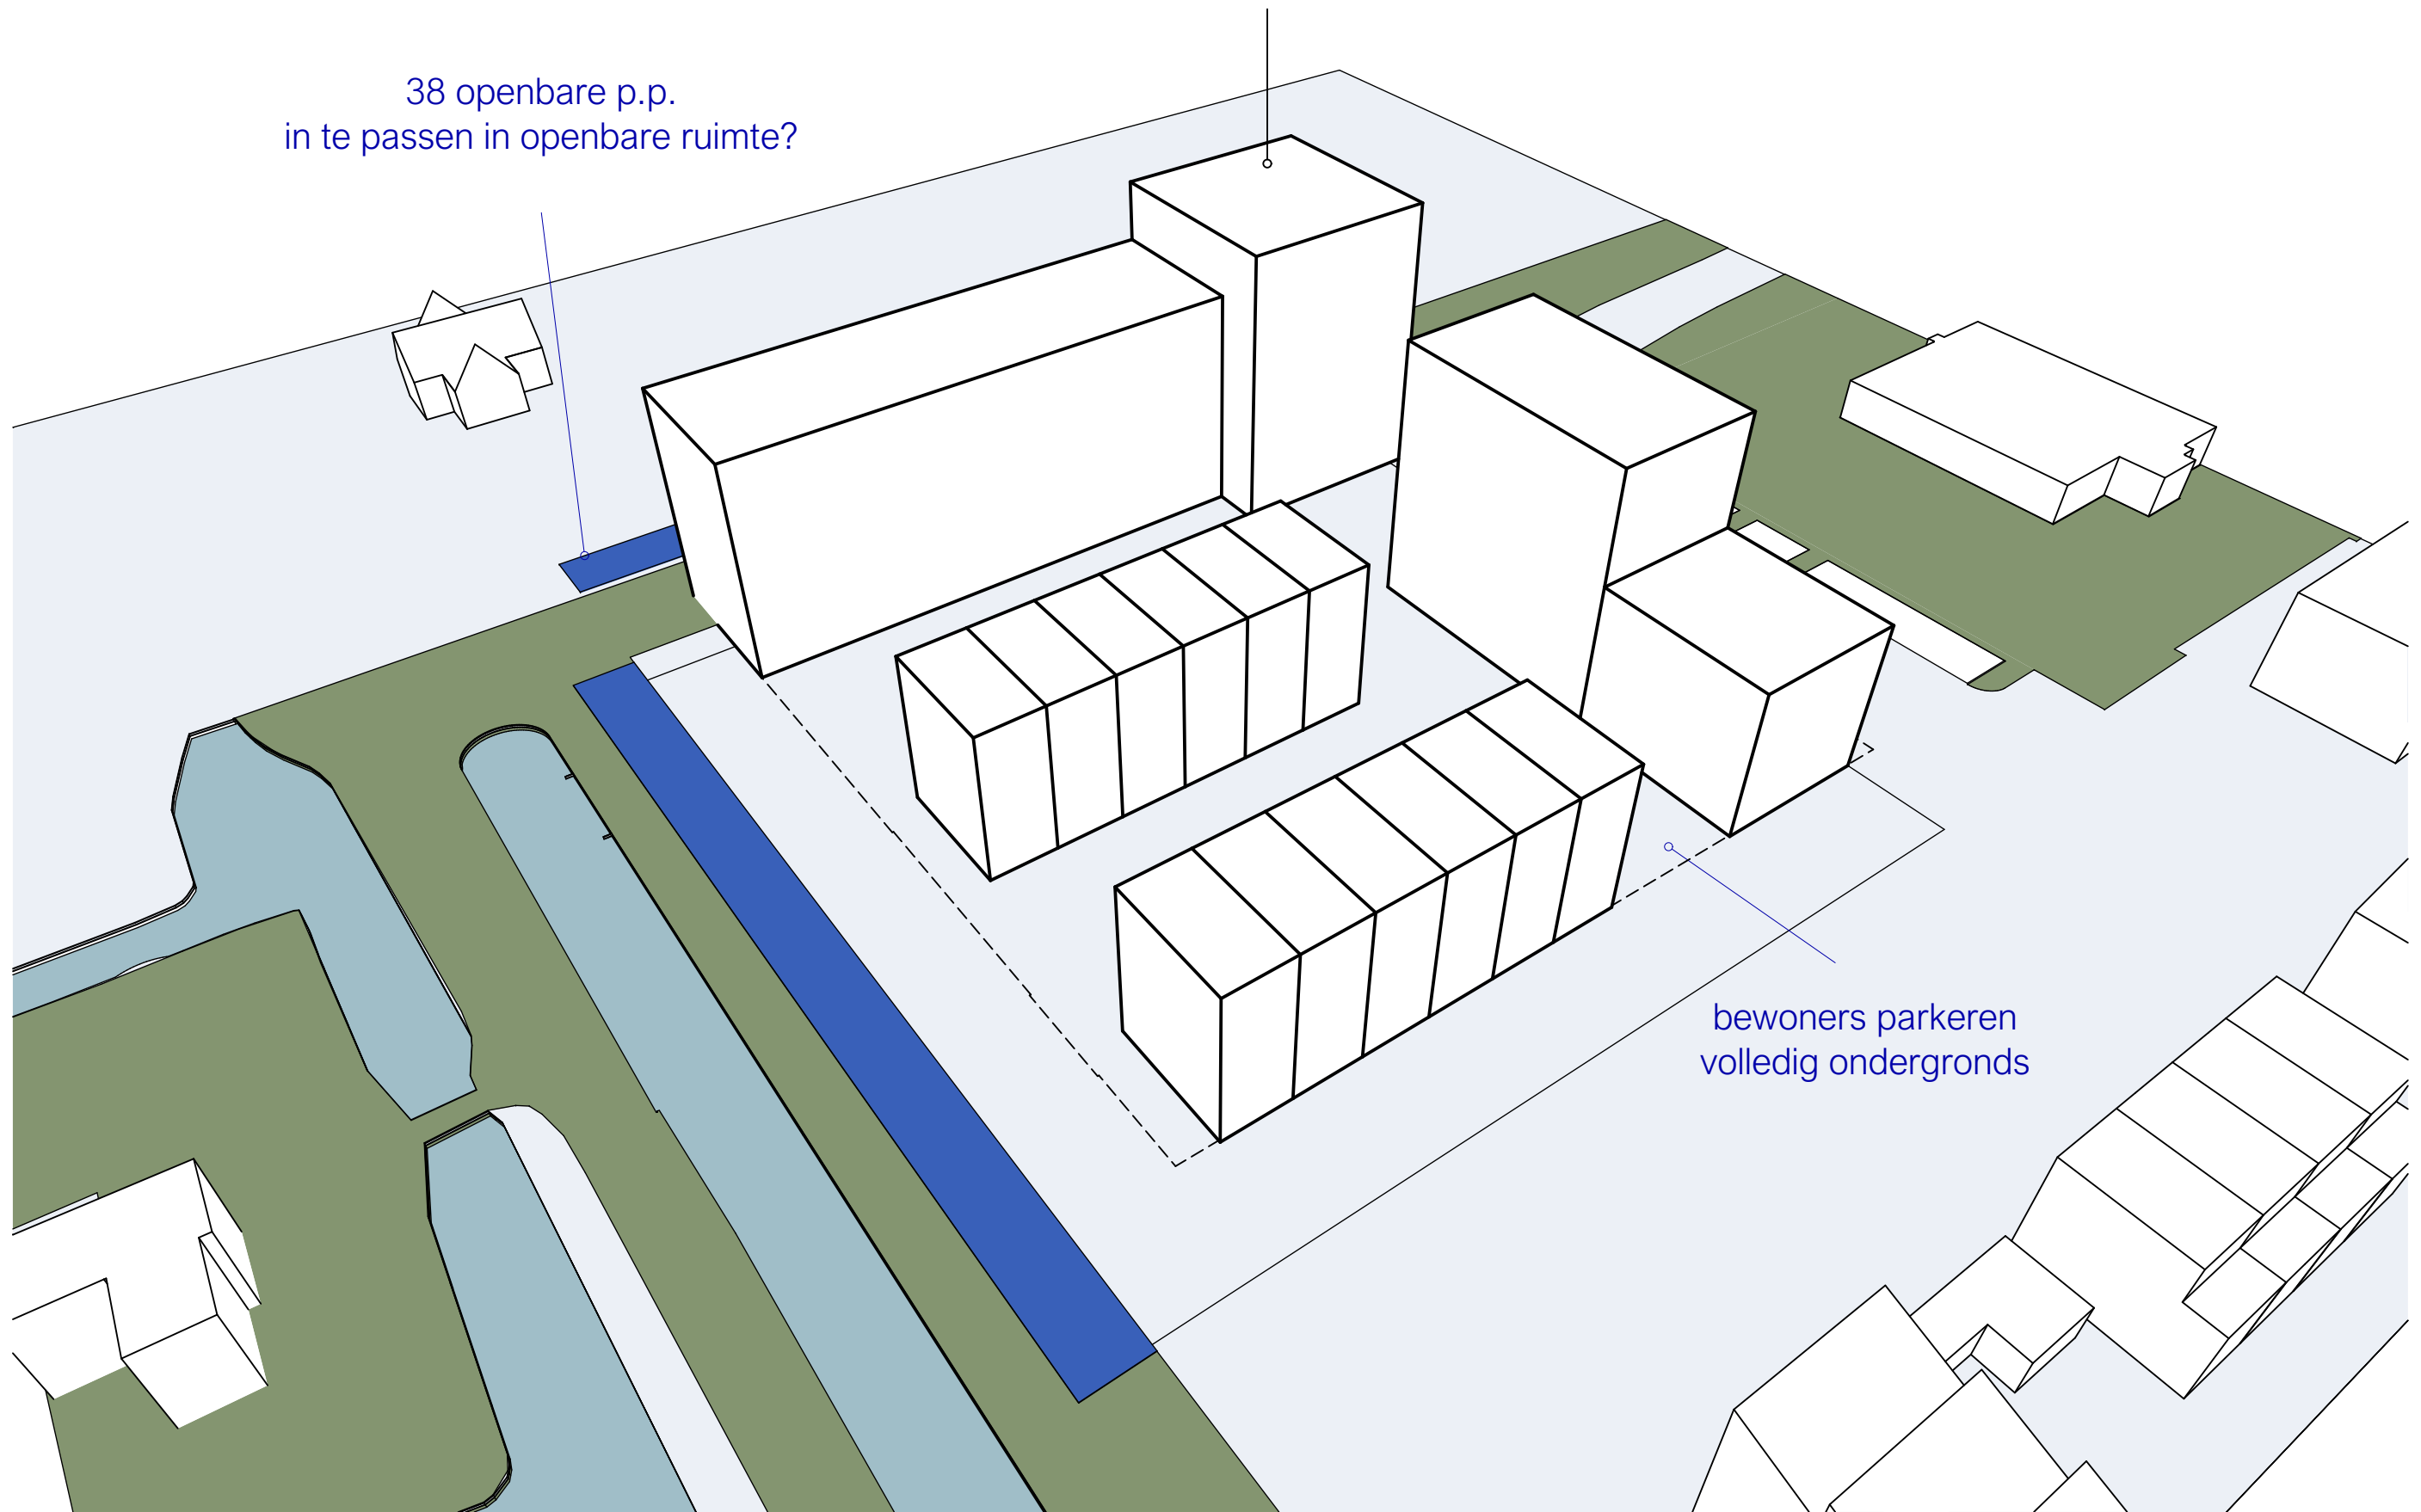 38 openbare p.p.
in te passen in openbare ruimte?
bewoners parkeren
volledig ondergronds